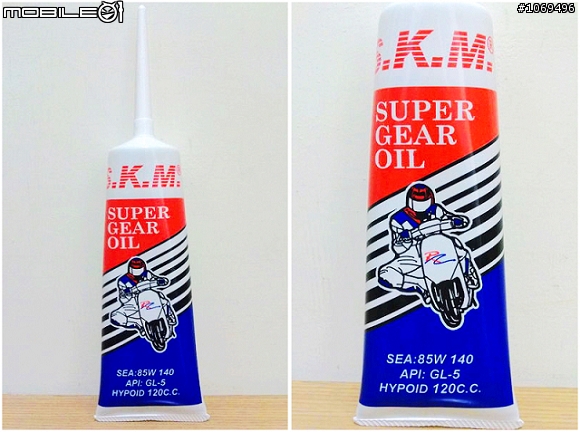 MOBILE01
#1069496
S.K.M.
SUPER
GEAR
OIL
SEA:85W 140
API: GL-5
HYPOID 120C.C.
S.K.M.®
SUPER
GEAR
OIL
SEA:85W 140
API: GL-5
HYPOID 120C.C.